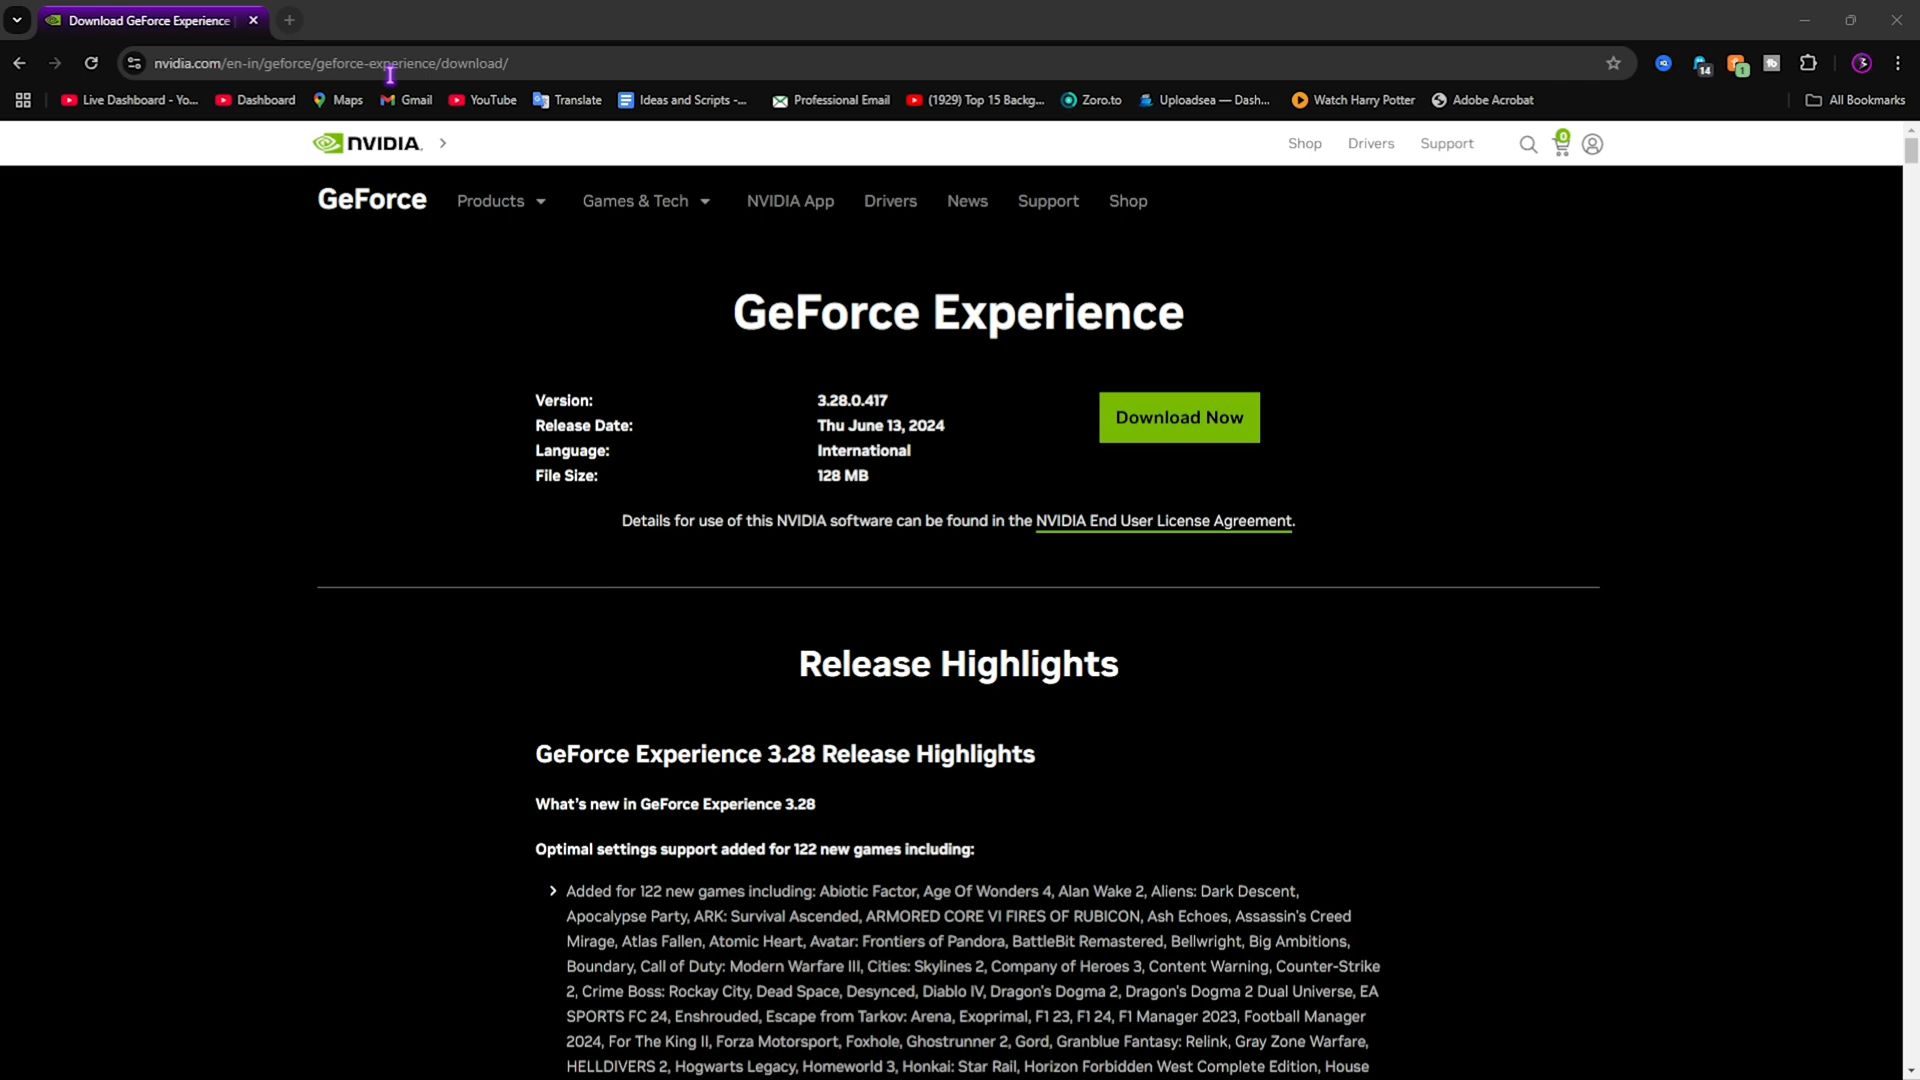 Download GeForce Experience
nvidia.com/en-in/geforce/geforce-experience/download/
14
1
Live Dashboard - Yo...
Dashboard
Maps
Gmail
YouTube
Translate
Ideas and Scripts -...
Professional Email
(1929) Top 15 Backg...
Zoro.to
Uploadsea — Dash...
Watch Harry Potter
Adobe Acrobat
All Bookmarks
NVIDIA.
Shop
Drivers
Support
0
GeForce
Products
Games & Tech
NVIDIA App
Drivers
News
Support
Shop
GeForce Experience
Version: 3.28.0.417
Release Date: Thu June 13, 2024
Language: International
File Size: 128 MB
Download Now
Details for use of this NVIDIA software can be found in the NVIDIA End User License Agreement.
Release Highlights
GeForce Experience 3.28 Release Highlights
What's new in GeForce Experience 3.28
Optimal settings support added for 122 new games including:
Added for 122 new games including: Abiotic Factor, Age Of Wonders 4, Alan Wake 2, Aliens: Dark Descent,
Apocalypse Party, ARK: Survival Ascended, ARMORED CORE VI FIRES OF RUBICON, Ash Echoes, Assassin's Creed
Mirage, Atlas Fallen, Atomic Heart, Avatar: Frontiers of Pandora, BattleBit Remastered, Bellwright, Big Ambitions,
Boundary, Call of Duty: Modern Warfare III, Cities: Skylines 2, Company of Heroes 3, Content Warning, Counter-Strike
2, Crime Boss: Rockay City, Dead Space, Desynced, Diablo IV, Dragon's Dogma 2, Dragon's Dogma 2 Dual Universe, EA
SPORTS FC 24, Enshrouded, Escape from Tarkov: Arena, Exoprimal, F1 23, F1 24, F1 Manager 2023, Football Manager
2024, For The King II, Forza Motorsport, Foxhole, Ghostrunner 2, Gord, Granblue Fantasy: Relink, Gray Zone Warfare,
HELLDIVERS 2, Hogwarts Legacy, Homeworld 3, Honkai: Star Rail, Horizon Forbidden West Complete Edition, House